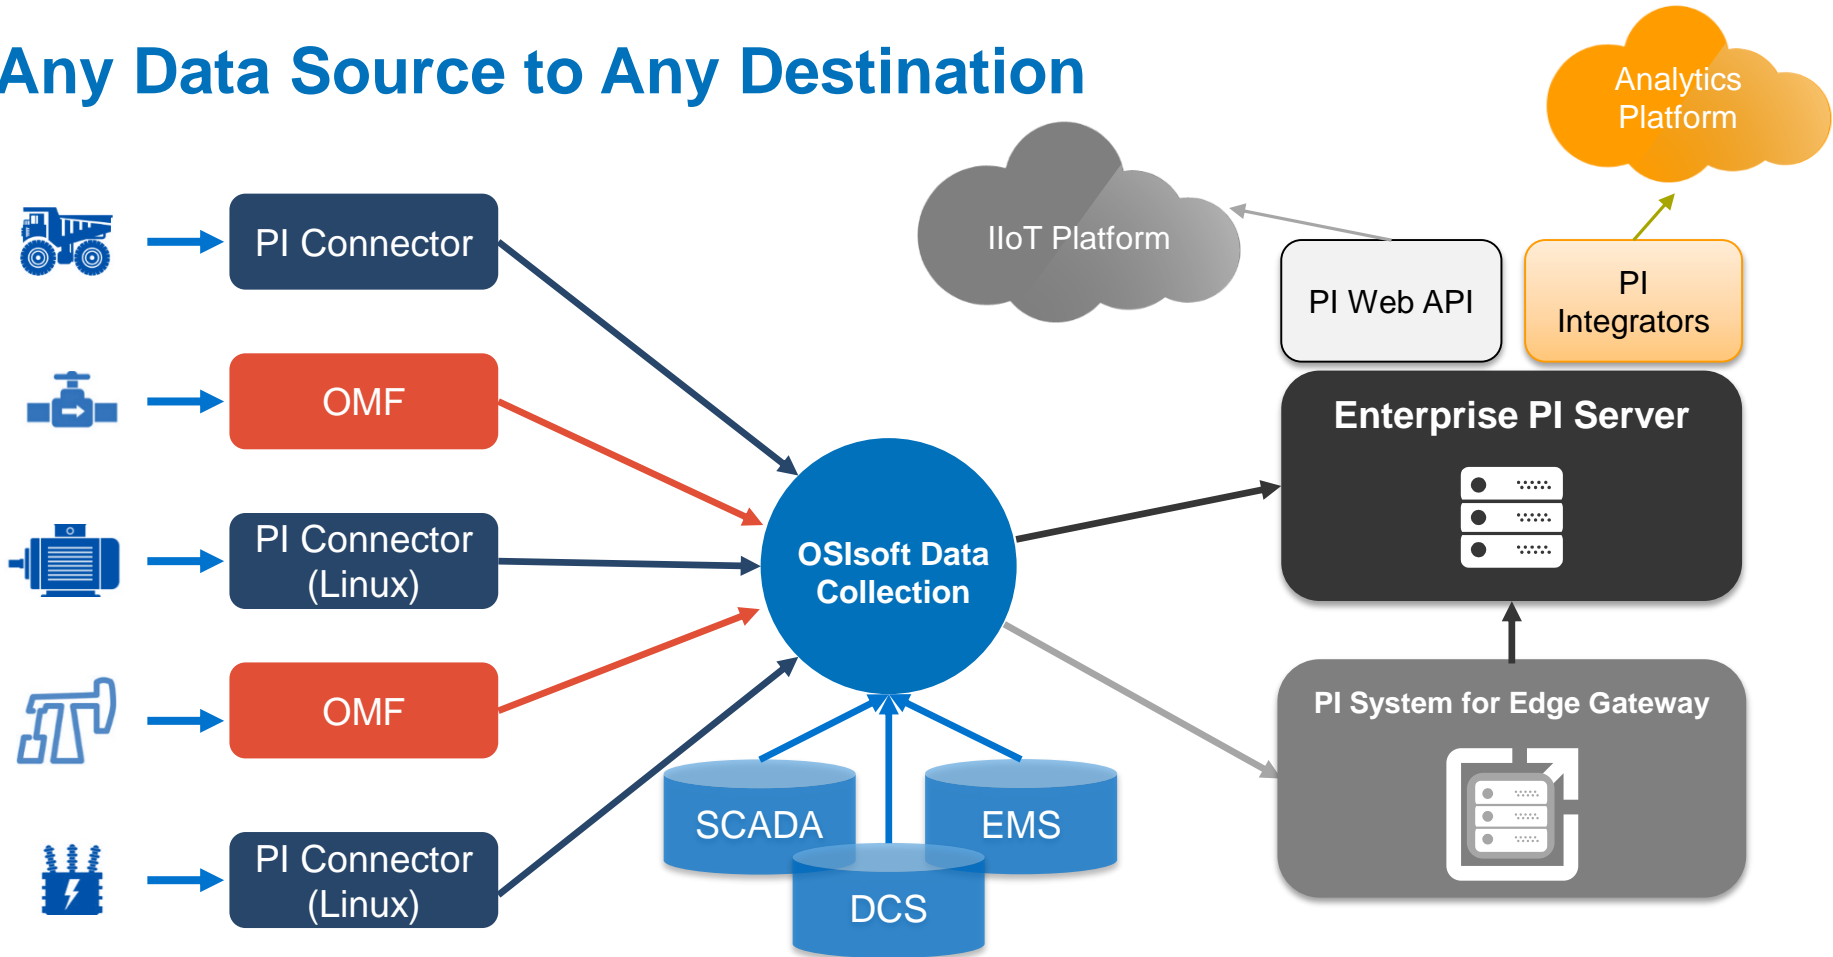 Any Data Source to Any Destination
Analytics
Platform
IIoT Platform
PI Connector
PI Web API
PI
Integrators
OMF
Enterprise PI Server
PI Connector
(Linux)
OSIsoft Data
Collection
OMF
PI System for Edge Gateway
SCADA
EMS
DCS
PI Connector
(Linux)